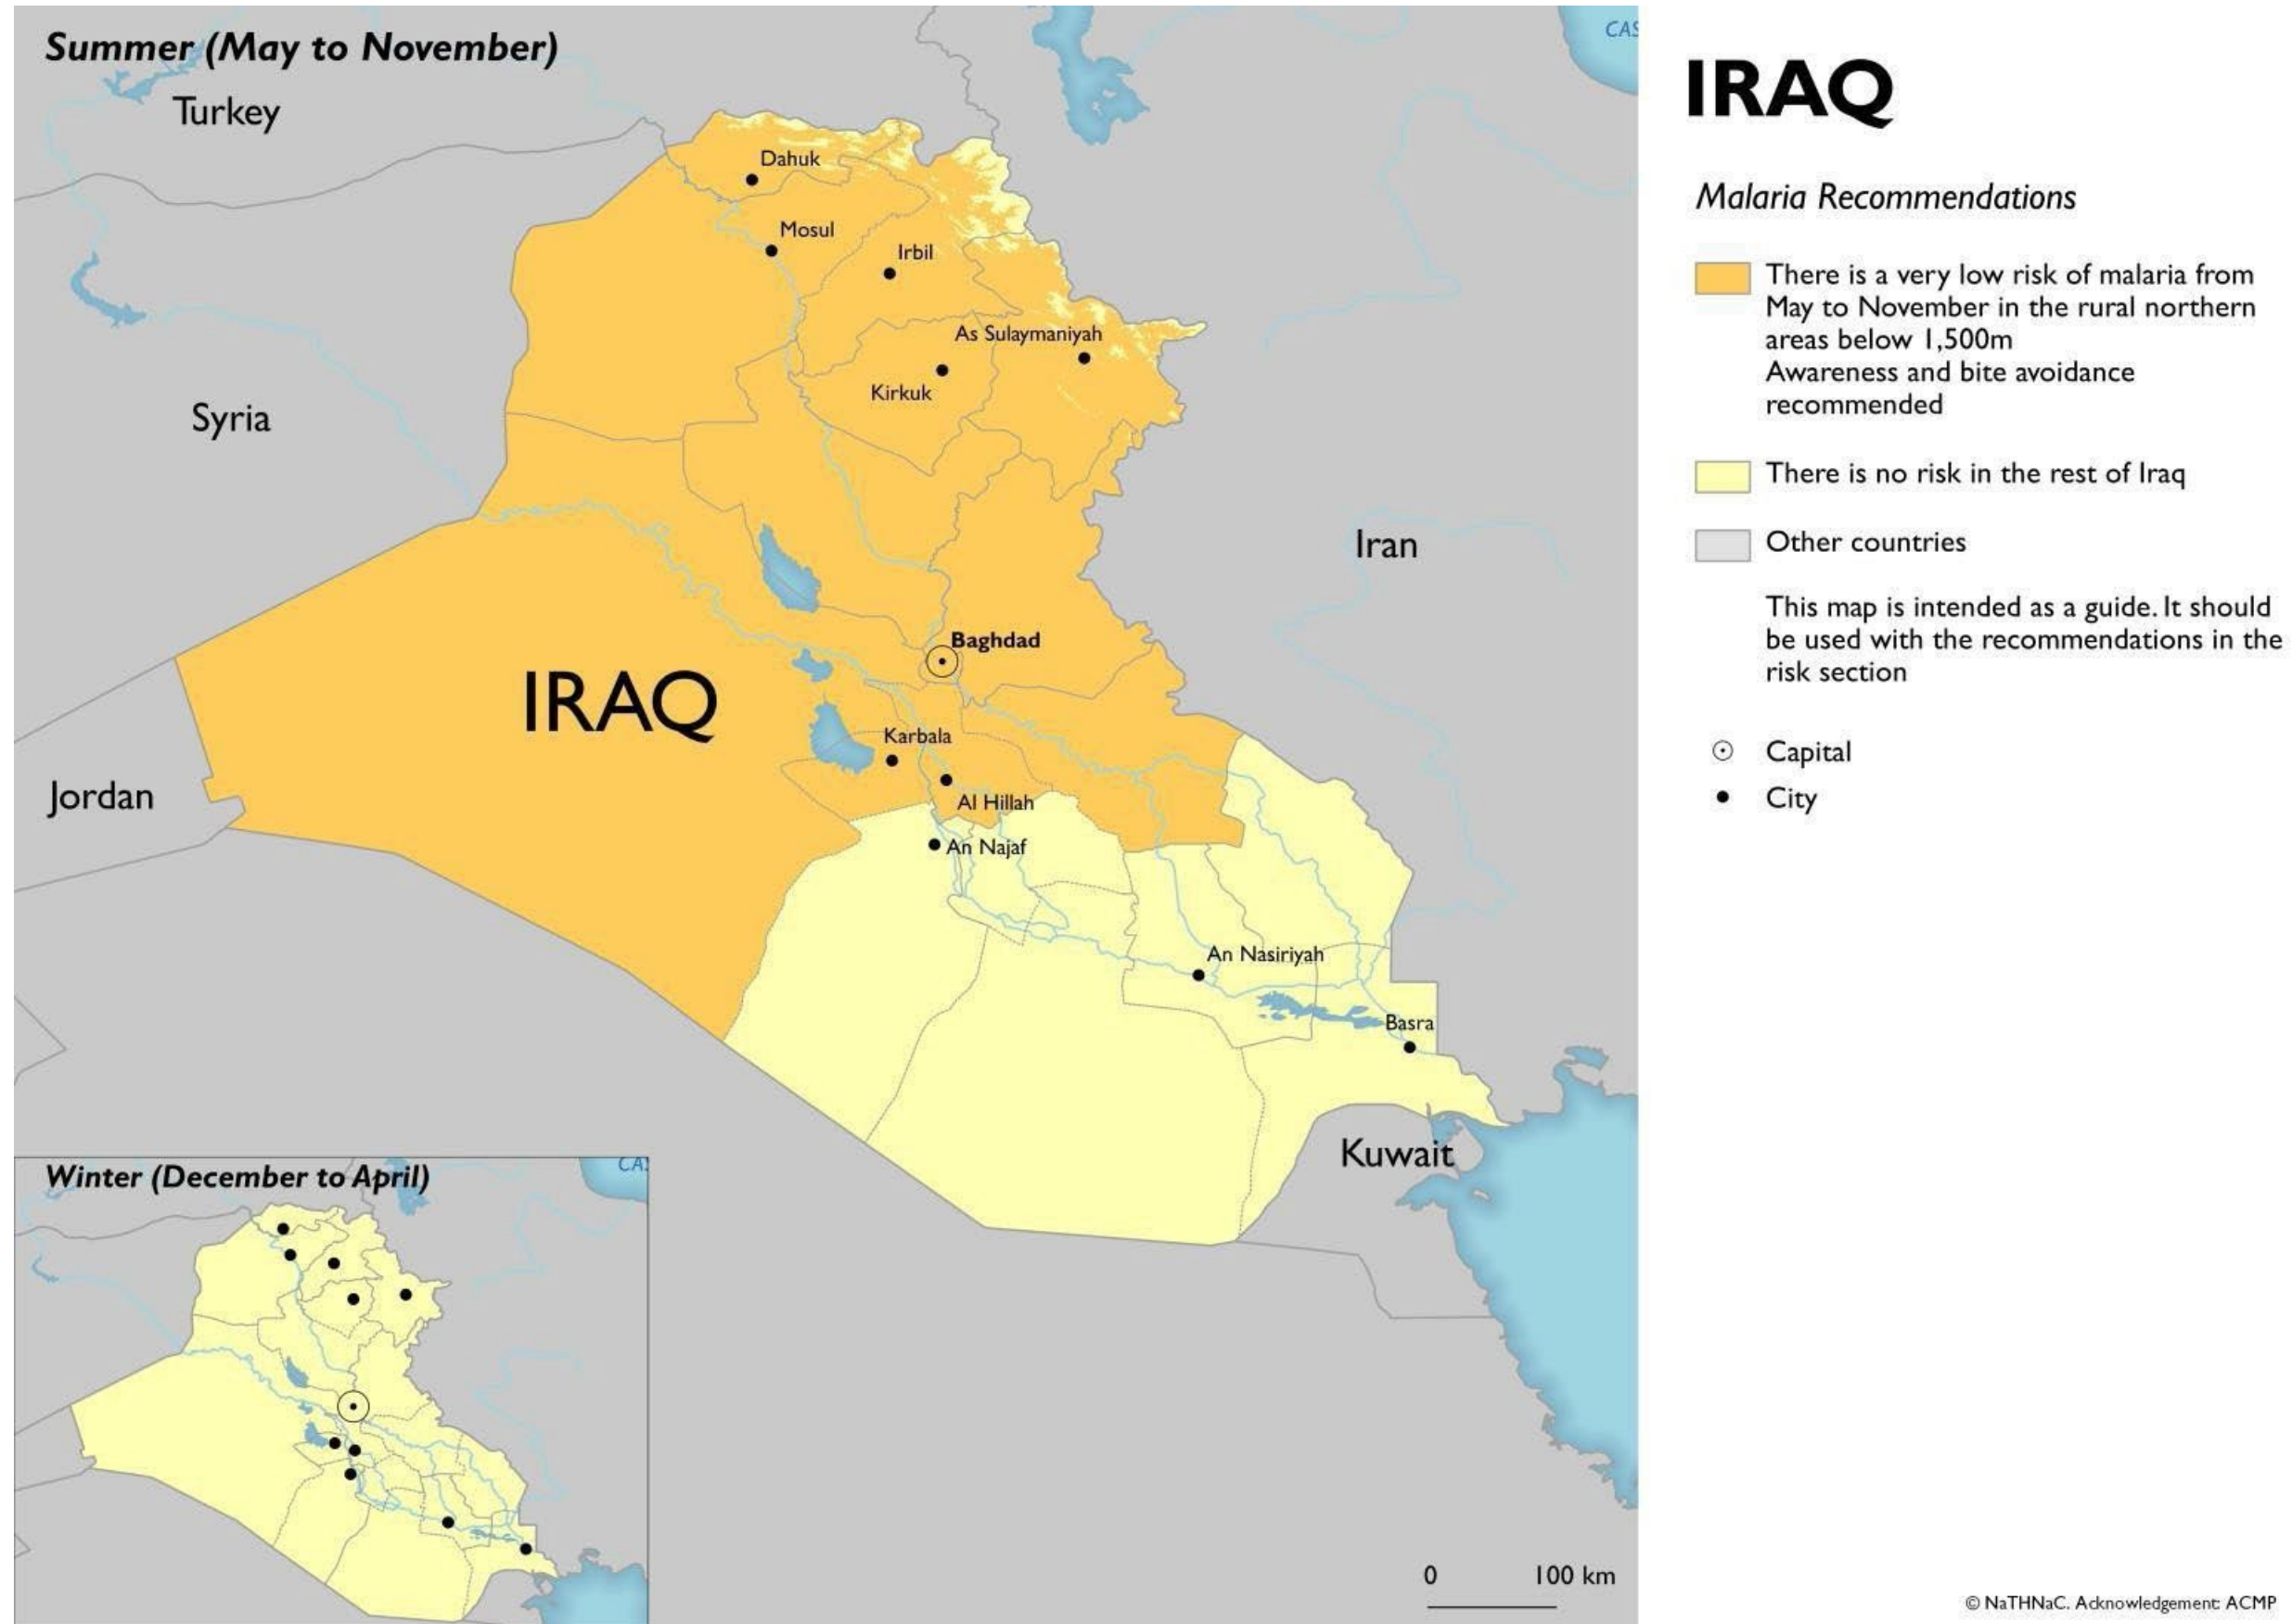 Summer (May to November)
Turkey
CAS
Dahuk
Mosul
Irbil
As Sulaymaniyah
Kirkuk
Syria
Iran
Baghdad
IRAQ
Karbala
Jordan
Al Hillah
An Najaf
An Nasiriyah
Basra
Kuwait
Winter (December to April)
CA
0 100 km
IRAQ
Malaria Recommendations
There is a very low risk of malaria from
May to November in the rural northern
areas below 1,500m
Awareness and bite avoidance
recommended
There is no risk in the rest of Iraq
Other countries
This map is intended as a guide. It should
be used with the recommendations in the
risk section
Capital
City
© NaTHNaC. Acknowledgement: ACMP